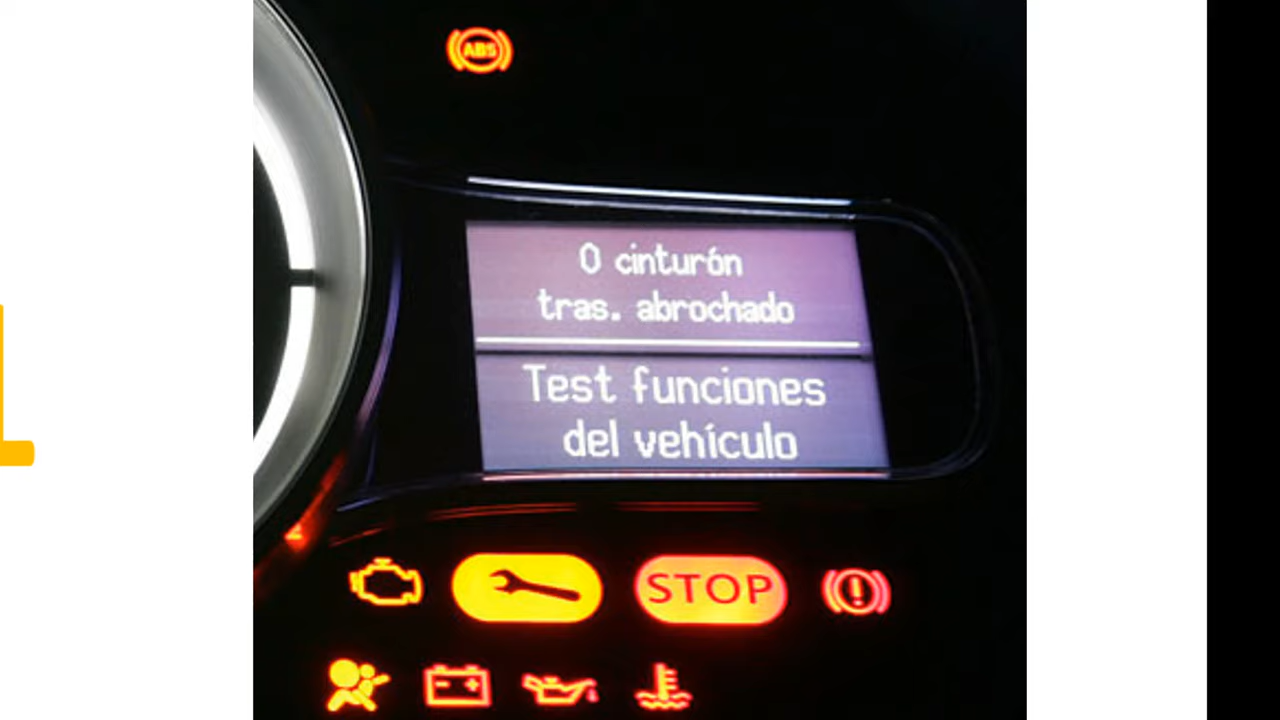 ABS
0 cinturón
tras. abrochado
Test funciones
del vehículo
STOP